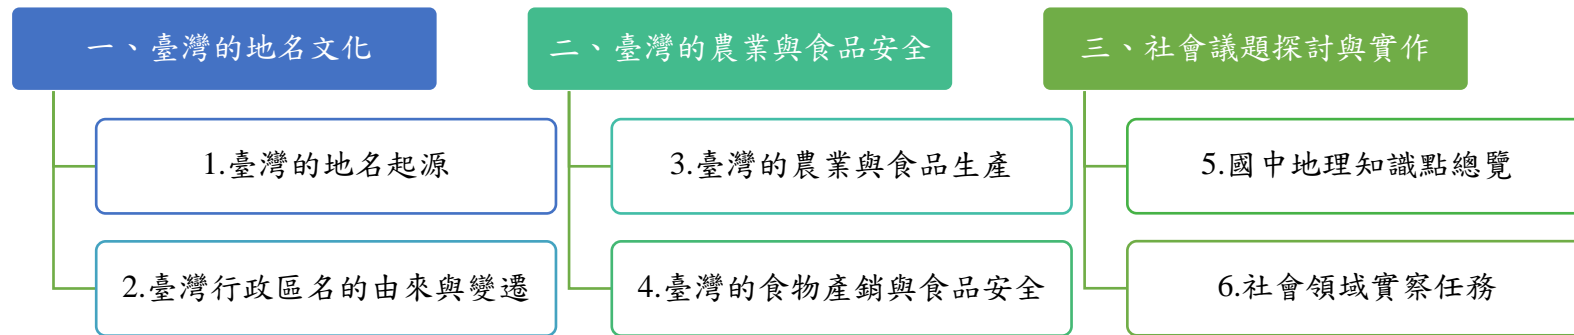 一、臺灣的地名文化
1.臺灣的地名起源
2.臺灣行政區名的由來與變遷
二、臺灣的農業與食品安全
3.臺灣的農業與食品生產
4.臺灣的食物產銷與食品安全
三、社會議題探討與實作
5.國中地理知識點總覽
6.社會領域實察任務